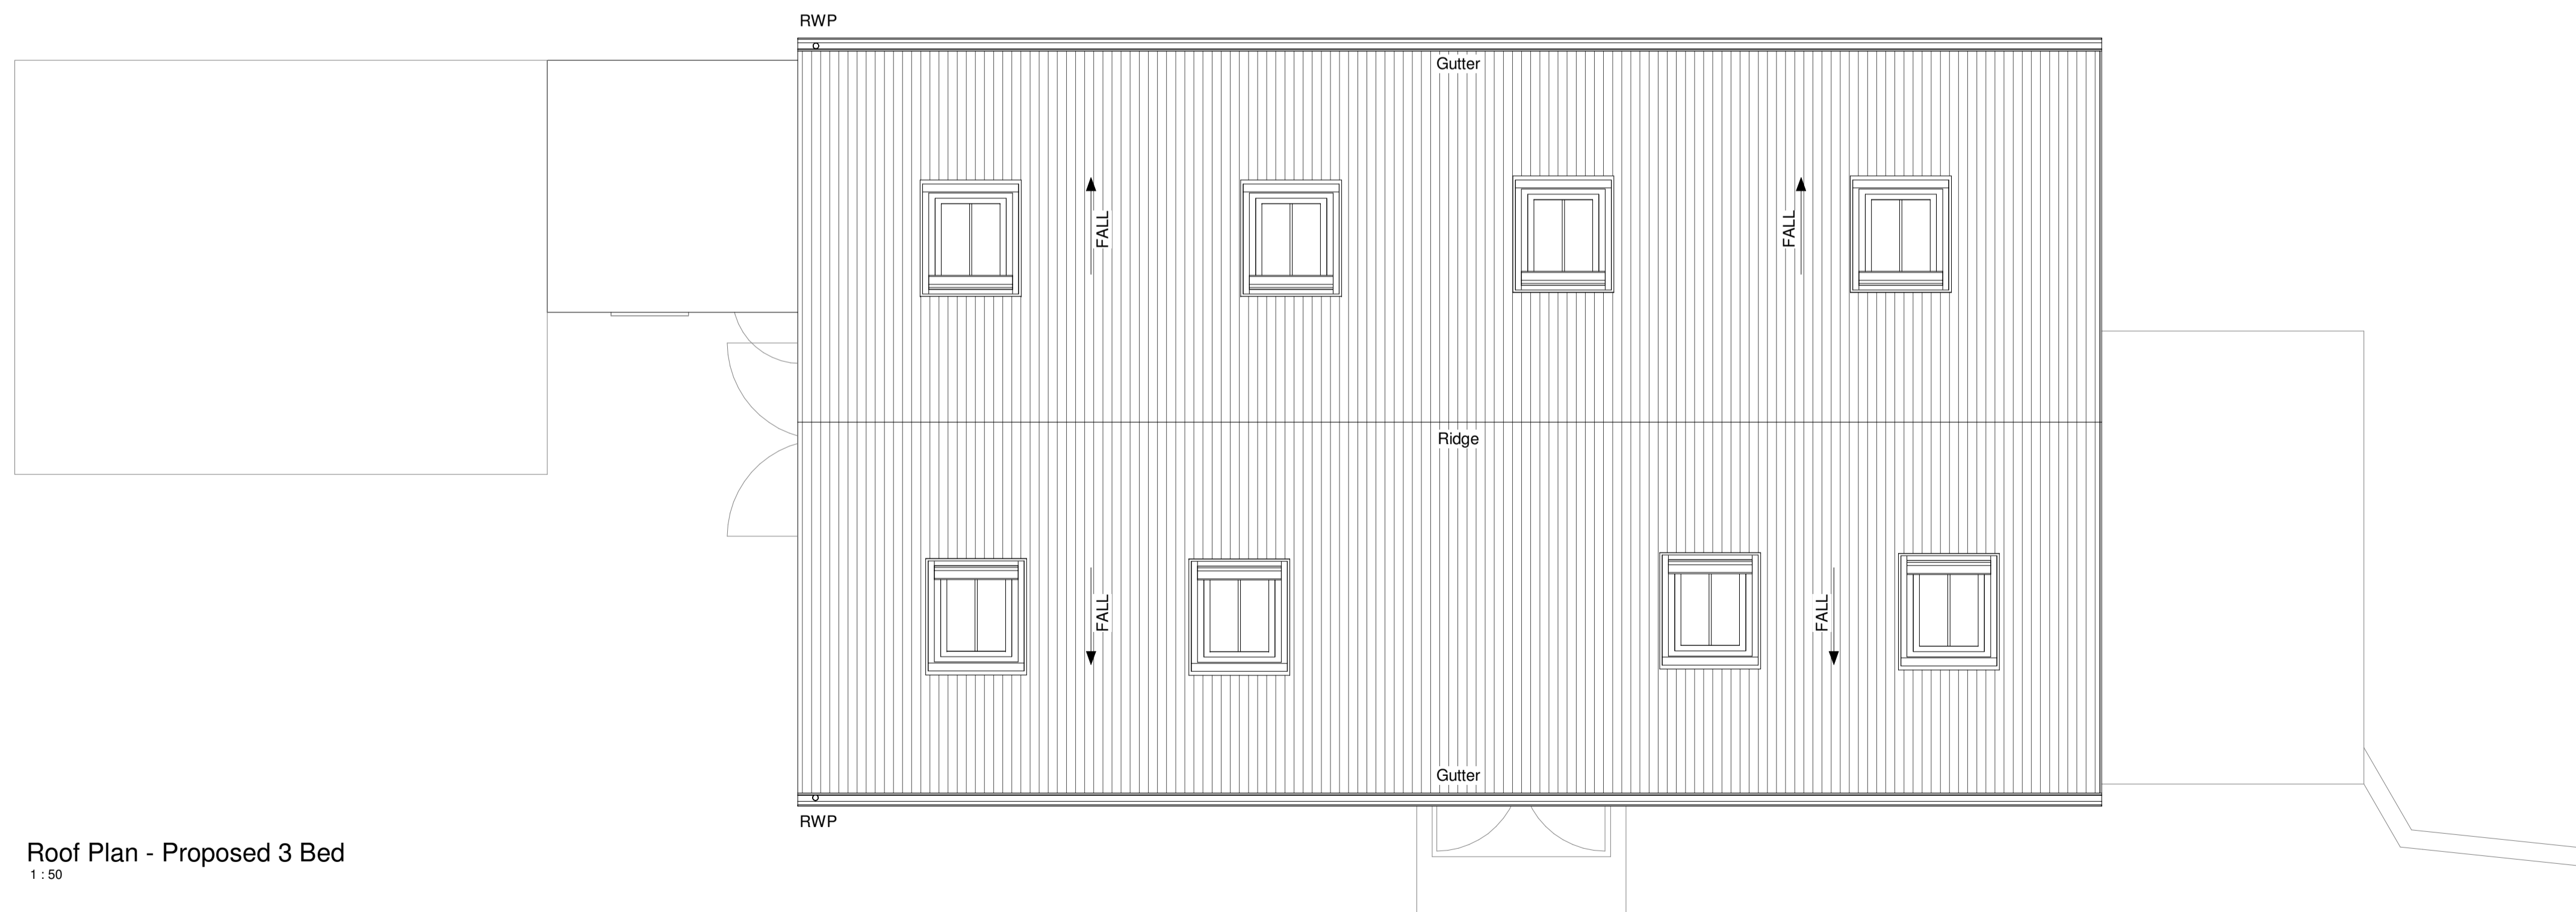 RWP
Gutter
FALL
FALL
Ridge
FALL
FALL
Gutter
RWP
Roof Plan - Proposed 3 Bed
1 : 50